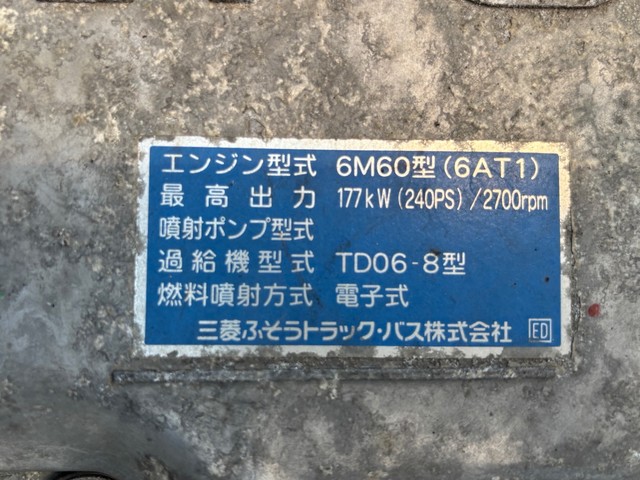 エンジン型式 6M60型(6AT1)
最高出力 177kW(240PS)/2700rpm
噴射ポンプ型式
過給機型式 TD06-8型
燃料噴射方式 電子式
三菱ふそうトラック・バス株式会社 ED